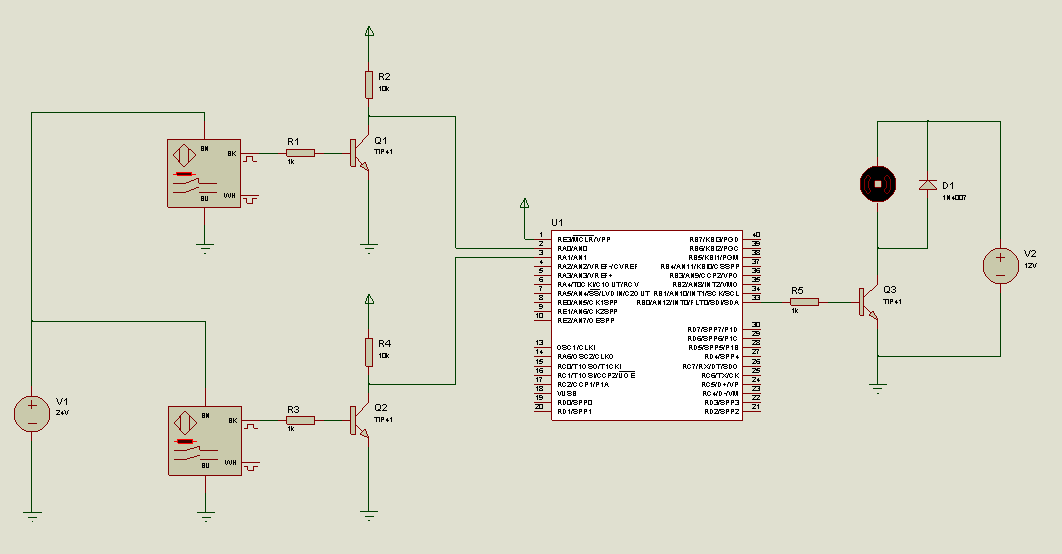 R2
10k
Q1
TIP41
R1
1k
BN
BK
WH
BU
R4
10k
Q2
TIP41
R3
1k
BN
BK
WH
BU
V1
24V
U1
1 RE3/MCLR/VPP
2 RA0/AN0
3 RA1/AN1
4 RA2/AN2/VREF-/CVREF
5 RA3/AN3/VREF+
6 RA4/T0CKI/C1OUT/RCV
7 RA5/AN4/SS/LVDIN/C2OUT
8 RE0/AN5/CK1SPP
9 RE1/AN6/CK2SPP
10 RE2/AN7/OESPP
13 OSC1/CLKI
14 RA6/OSC2/CLKO
15 RC0/T1OSO/T1CKI
16 RC1/T1OSI/CCP2/UOE
17 RC2/CCP1/P1A
18 VUSB
19 RD0/SPP0
20 RD1/SPP1
RB7/KBI3/PGD 40
RB6/KBI2/PGC 39
RB5/KBI1/PGM 38
RB4/AN11/KBI0/CSSPP 37
RB3/AN9/CCP2/VPO 36
RB2/AN8/INT2/VMO 35
RB1/AN10/INT1/SCK/SCL 34
RB0/AN12/INT0/FLT0/SDI/SDA 33
RD7/SPP7/P1D 30
RD6/SPP6/P1C 29
RD5/SPP5/P1B 28
RD4/SPP4 27
RC7/RX/DT/SDO 26
RC6/TX/CK 25
RC5/D+/VP 24
RC4/D-/VM 23
RD3/SPP3 22
RD2/SPP2 21
R5
1k
Q3
TIP41
D1
1N4007
V2
12V